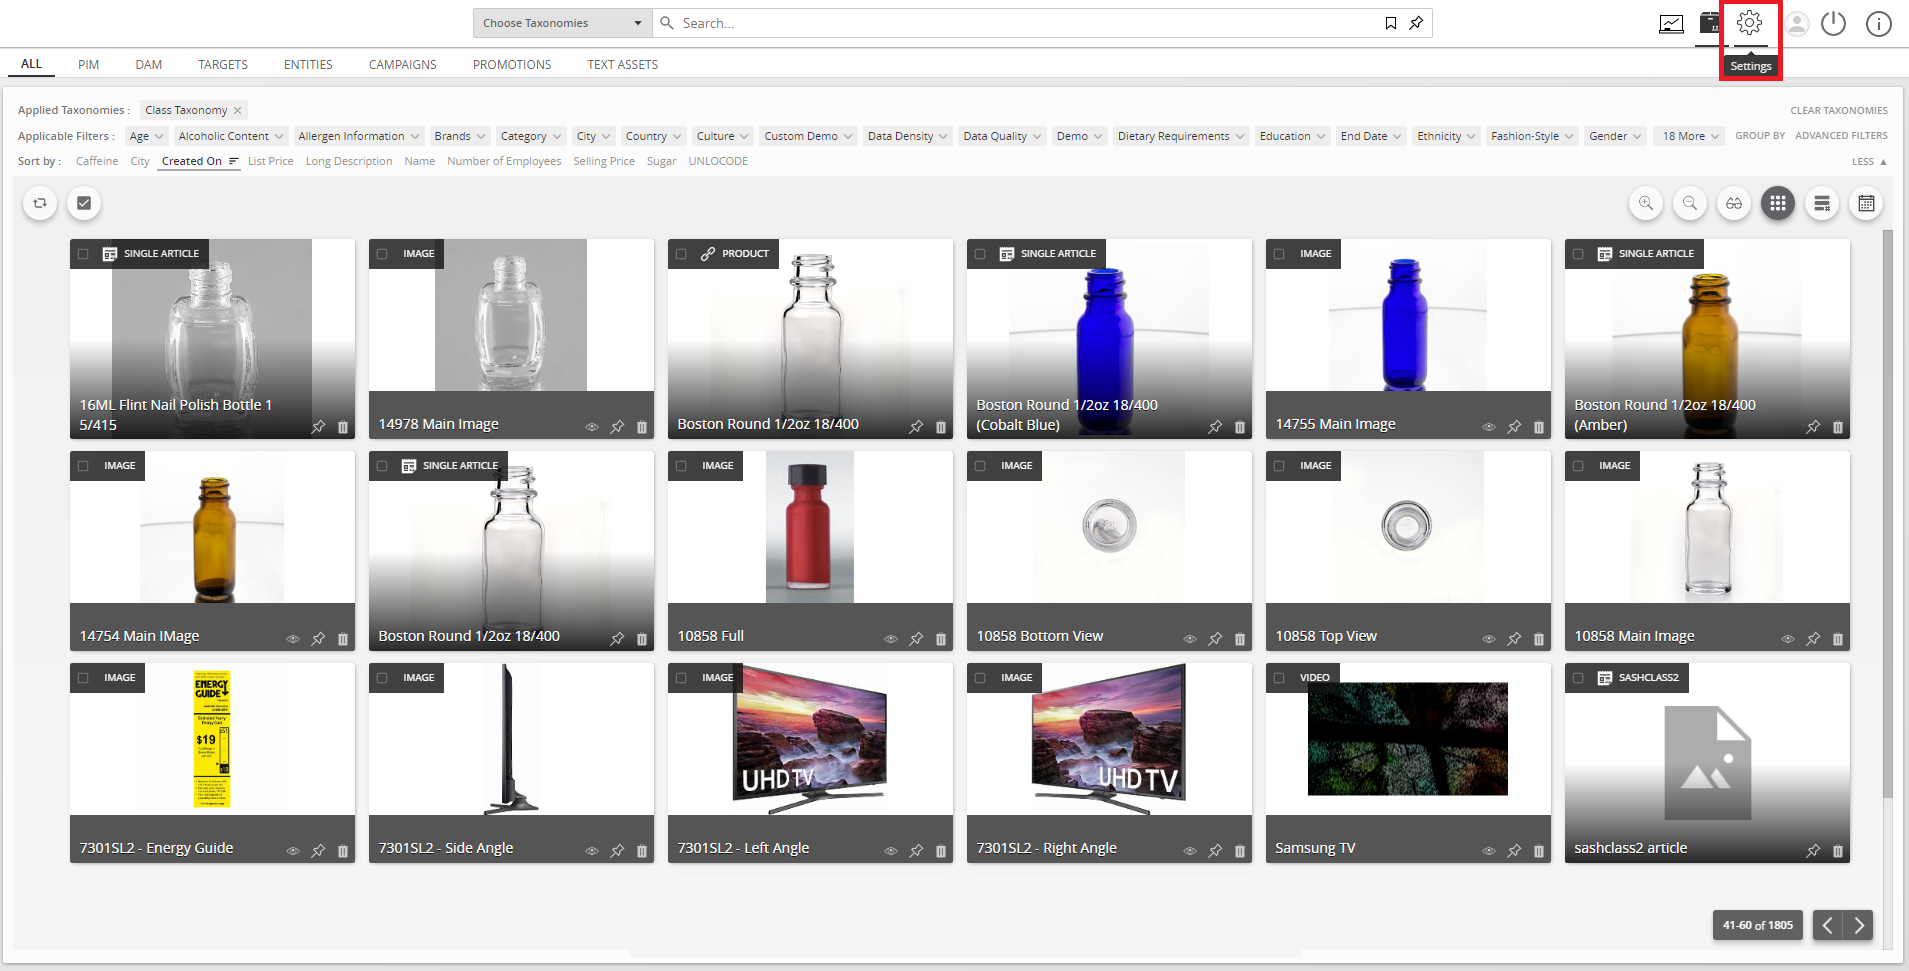 Choose Taxonomies
Search...
Settings
ALL PIM DAM TARGETS ENTITIES CAMPAIGNS PROMOTIONS TEXT ASSETS
Applied Taxonomies : Class Taxonomy CLEAR TAXONOMIES
Applicable Filters : Age Alcoholic Content Allergen Information Brands Category City Country Culture Custom Demo Data Density Data Quality Demo Dietary Requirements Education End Date Ethnicity Fashion-Style Gender 18 More GROUP BY ADVANCED FILTERS
Sort by : Caffeine City Created On List Price Long Description Name Number of Employees Selling Price Sugar UNLOCODE LESS
SINGLE ARTICLE
16ML Flint Nail Polish Bottle 1
5/415
IMAGE
14978 Main Image
PRODUCT
Boston Round 1/2oz 18/400
SINGLE ARTICLE
Boston Round 1/2oz 18/400
(Cobalt Blue)
IMAGE
14755 Main Image
SINGLE ARTICLE
Boston Round 1/2oz 18/400
(Amber)
IMAGE
14754 Main IMage
SINGLE ARTICLE
Boston Round 1/2oz 18/400
IMAGE
10858 Full
IMAGE
10858 Bottom View
IMAGE
10858 Top View
IMAGE
10858 Main Image
IMAGE
ENERGY
GUIDE
$19
7301SL2 - Energy Guide
IMAGE
7301SL2 - Side Angle
IMAGE
UHD TV
7301SL2 - Left Angle
IMAGE
UHD TV
7301SL2 - Right Angle
VIDEO
Samsung TV
SASHCLASS2
sashclass2 article
41-60 of 1805